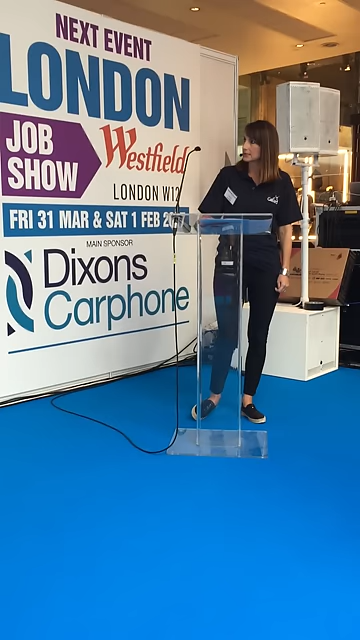 NEXT EVENT
LONDON
JOB
SHOW
Westfield
LONDON W12
FRI 31 MAR & SAT 1 FEB
MAIN SPONSOR
Dixons
Carphone